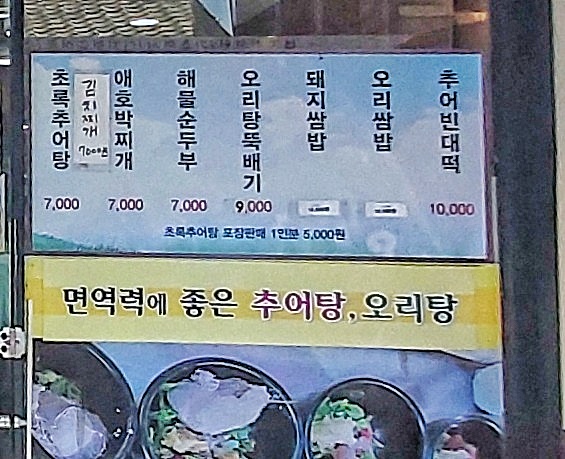 초록추어탕
김치찌개 7000원
애호박찌개
해물순두부
오리탕뚝배기
돼지쌈밥
오리쌈밥
추어빈대떡
7,000
7,000
7,000
9,000
10,000
초록추어탕 포장판매 1인분 5,000원
면역력에 좋은 추어탕, 오리탕